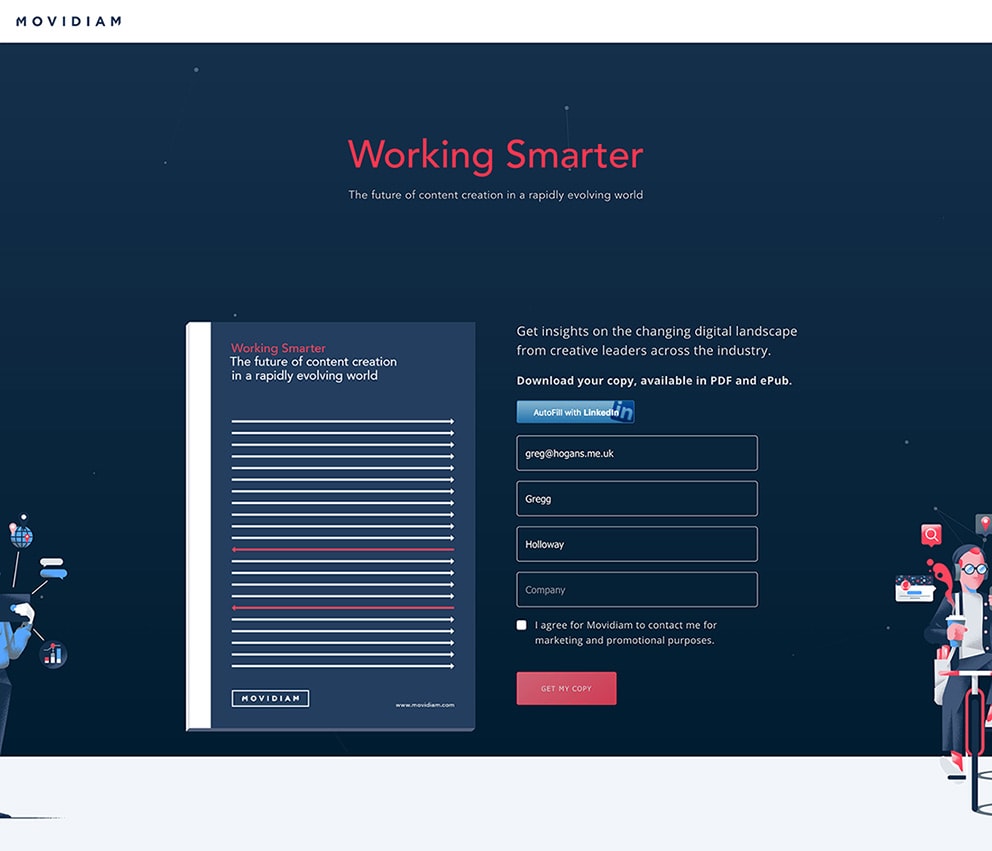 MOVIDIAM
Working Smarter
The future of content creation in a rapidly evolving world
Working Smarter
The future of content creation
in a rapidly evolving world
MOVIDIAM
www.movidiam.com
Get insights on the changing digital landscape
from creative leaders across the industry.
Download your copy, available in PDF and ePub.
AutoFill with LinkedIn
in
greg@hogans.me.uk
Gregg
Holloway
Company
I agree for Movidiam to contact me for
marketing and promotional purposes.
GET MY COPY